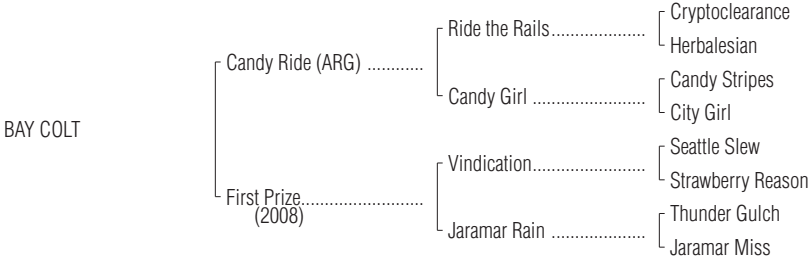 Cryptoclearance
Ride the Rails.....................
Herbalesian
Candy Ride (ARG) ............
Candy Stripes
Candy Girl .........................
City Girl
BAY COLT
Seattle Slew
Vindication.........................
Strawberry Reason
First Prize...........................
(2008)
Thunder Gulch
Jaramar Rain .....................
Jaramar Miss